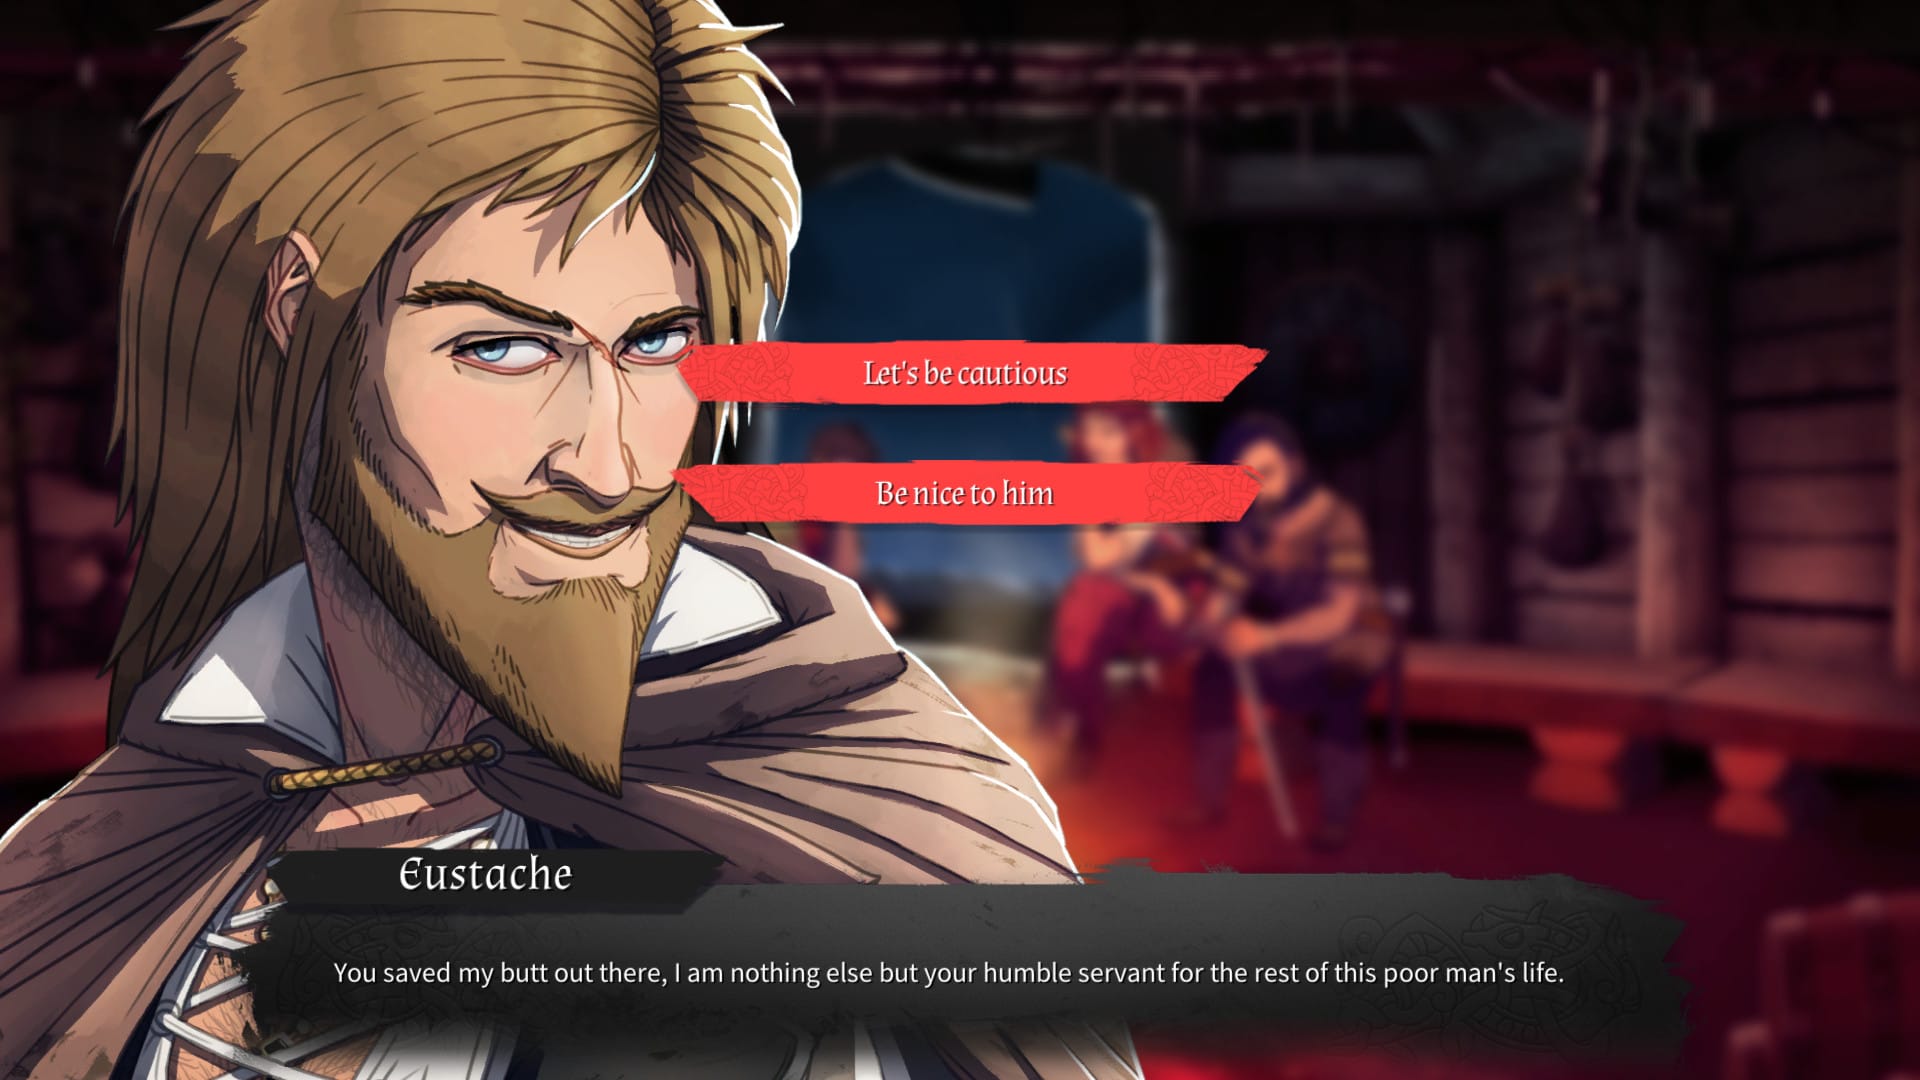 Let's be cautious
Be nice to him
Eustache
You saved my butt out there, I am nothing else but your humble servant for the rest of this poor man's life.